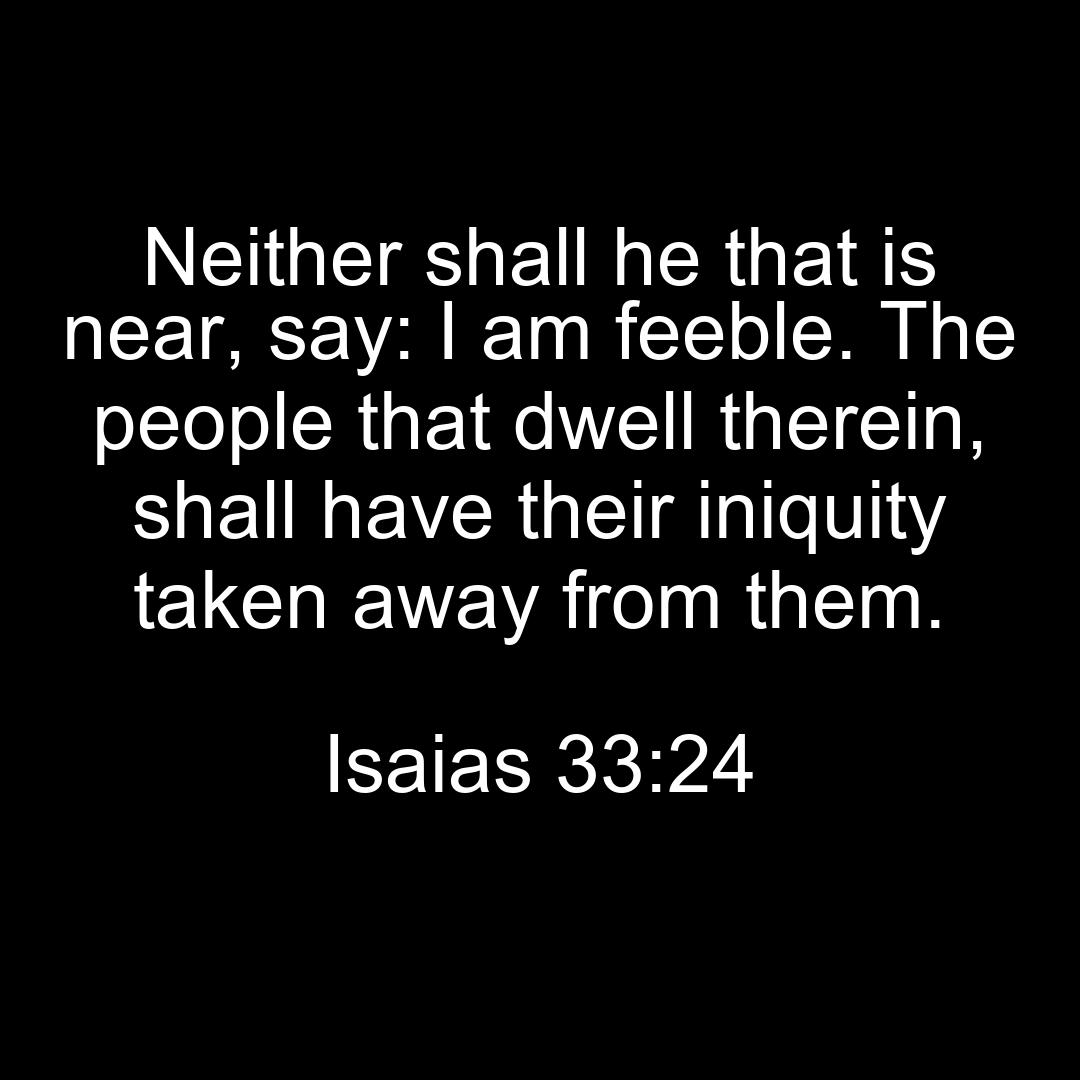 Neither shall he that is
near, say: I am feeble. The
people that dwell therein,
shall have their iniquity
taken away from them.
Isaias 33:24